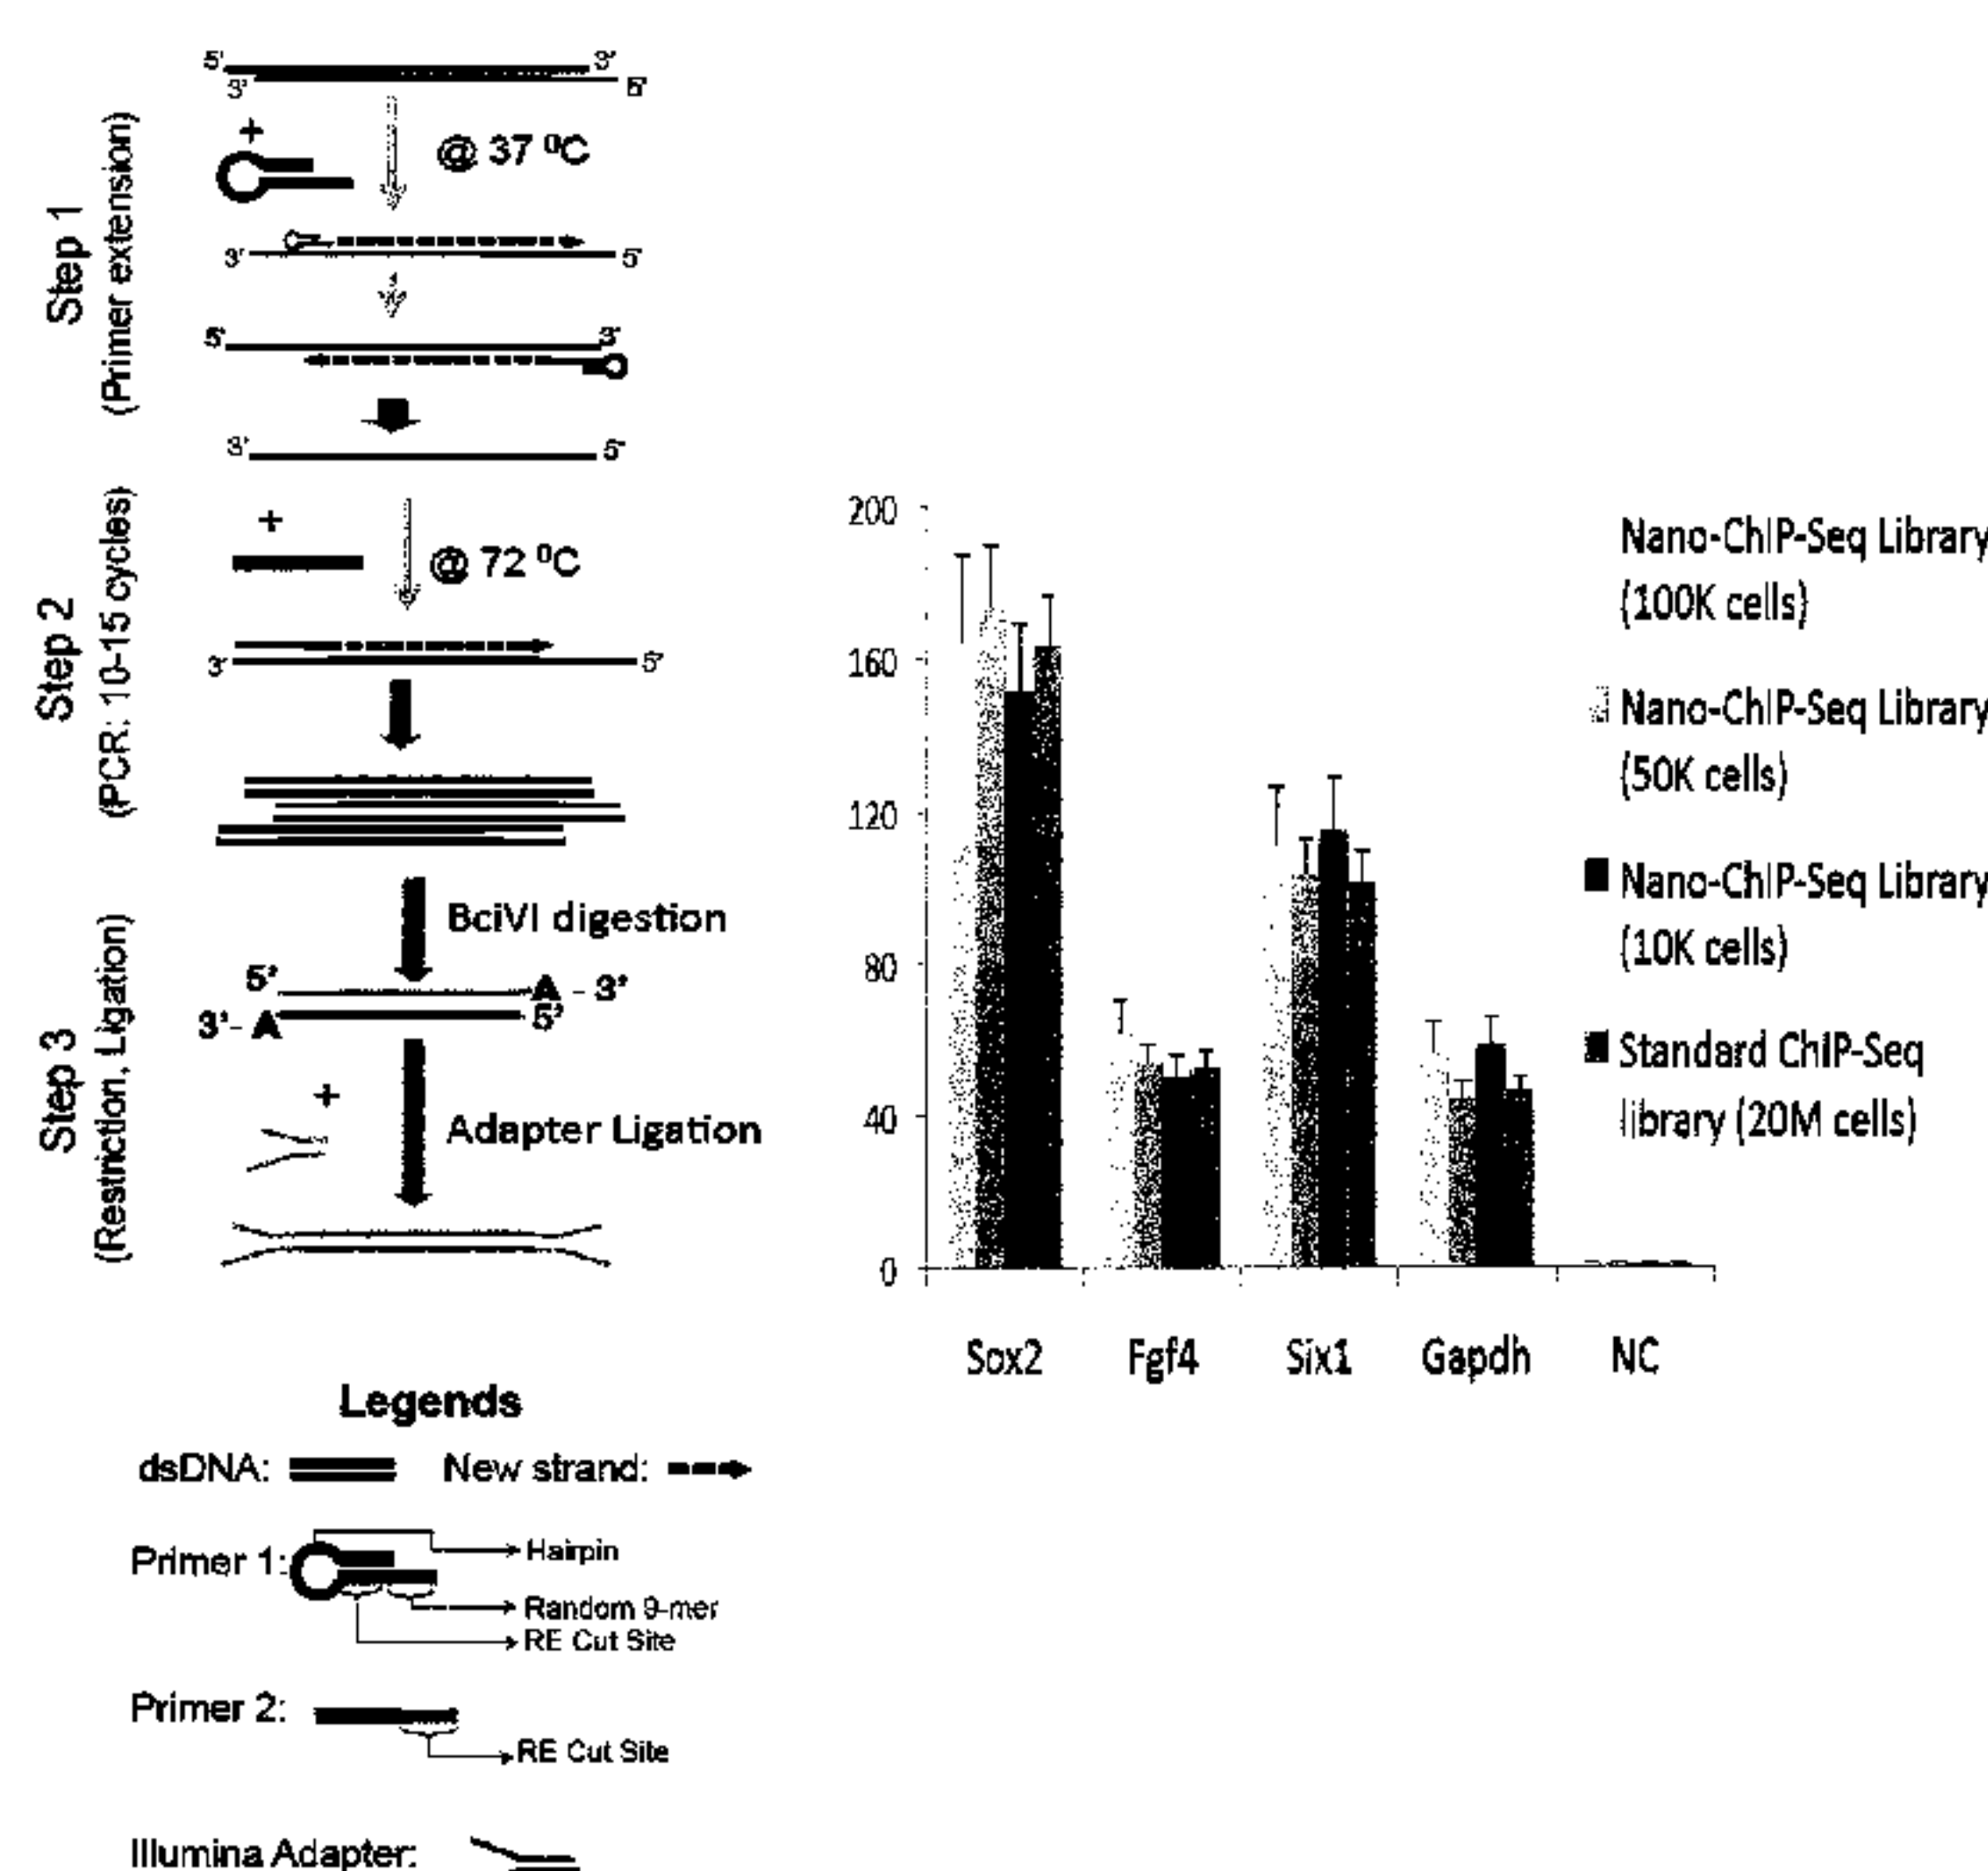 5' 3'
3' 5'
+
@ 37 ⁰C
Step 1
(Primer extension)
3' 5'
5' 3'
3' 5'
+
@ 72 ⁰C
Step 2
(PCR: 10-15 cycles)
3' 5'
BciVI digestion
5' A - 3'
3'- A 5'
Step 3
(Restriction, Ligation)
+
Adapter Ligation
Legends
dsDNA: New strand:
Primer 1:
Hairpin
Random 9-mer
RE Cut Site
Primer 2:
RE Cut Site
Illumina Adapter:
200
160
120
80
40
0
Sox2 Fgf4 Six1 Gapdh NC
Nano-ChIP-Seq Library
(100K cells)
Nano-ChIP-Seq Library
(50K cells)
Nano-ChIP-Seq Library
(10K cells)
Standard ChIP-Seq
library (20M cells)